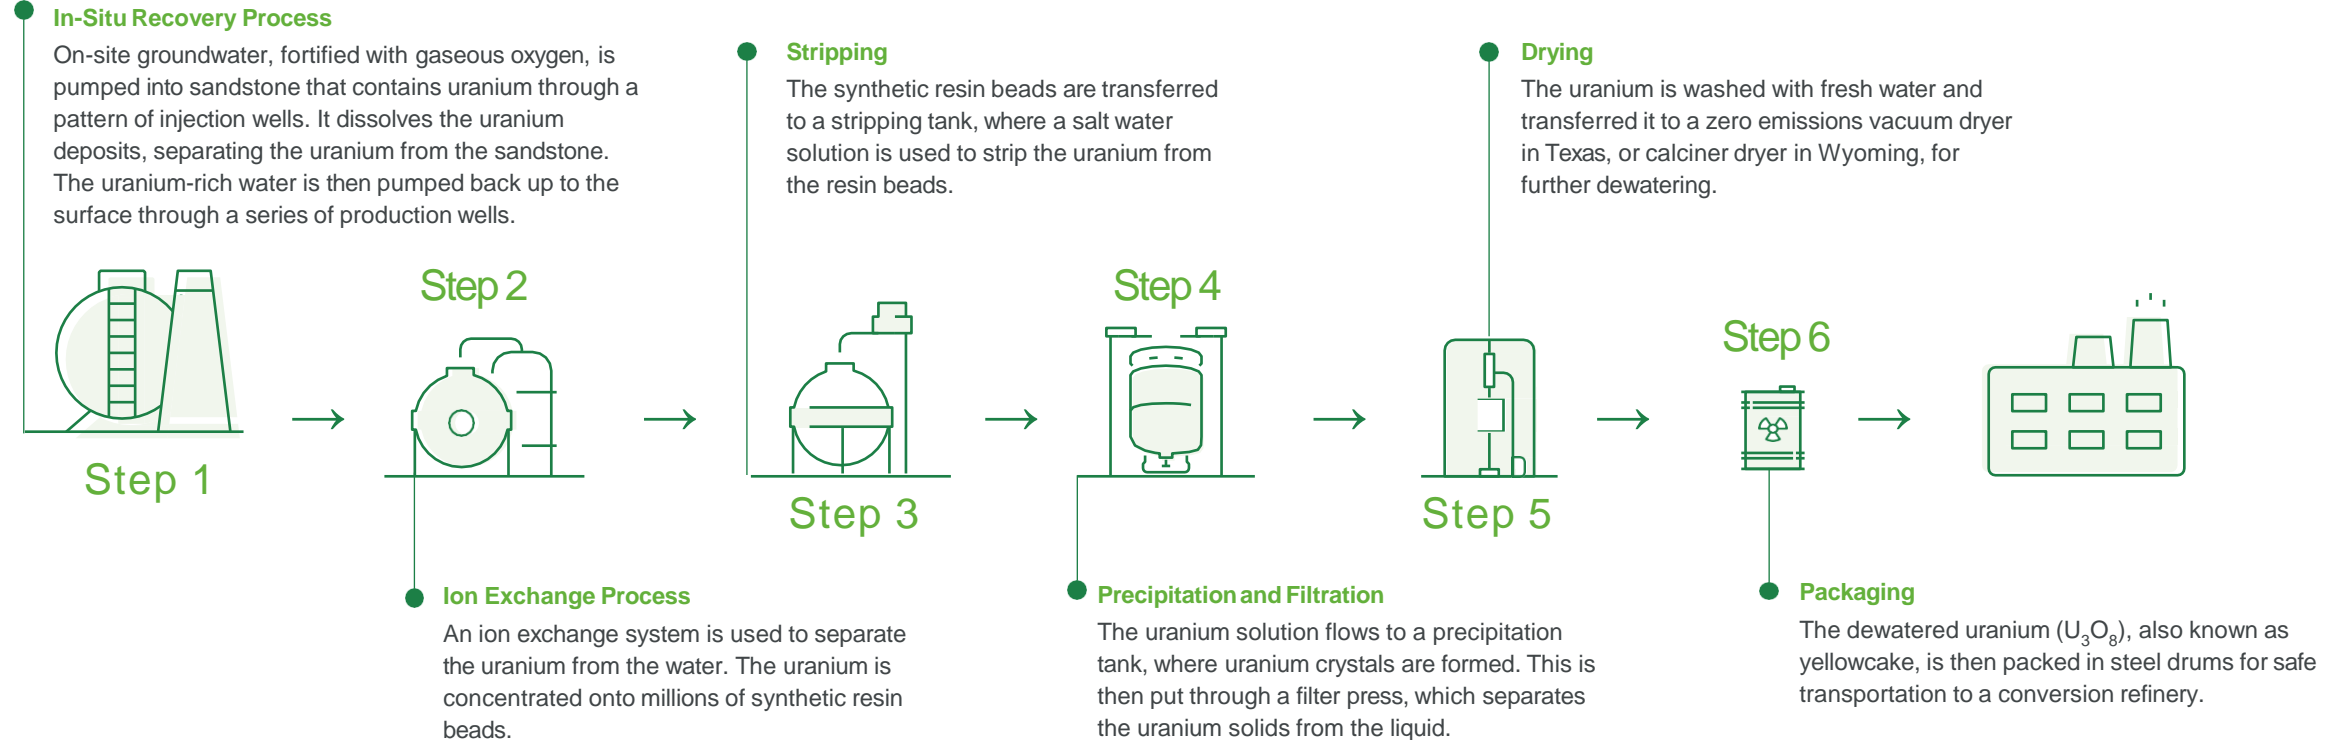 In-Situ Recovery Process
On-site groundwater, fortified with gaseous oxygen, is
pumped into sandstone that contains uranium through a
pattern of injection wells. It dissolves the uranium
deposits, separating the uranium from the sandstone.
The uranium-rich water is then pumped back up to the
surface through a series of production wells.
Step 1
Step 2
Ion Exchange Process
An ion exchange system is used to separate
the uranium from the water. The uranium is
concentrated onto millions of synthetic resin
beads.
Stripping
The synthetic resin beads are transferred
to a stripping tank, where a salt water
solution is used to strip the uranium from
the resin beads.
Step 3
Step 4
Precipitation and Filtration
The uranium solution flows to a precipitation
tank, where uranium crystals are formed. This is
then put through a filter press, which separates
the uranium solids from the liquid.
Drying
The uranium is washed with fresh water and
transferred it to a zero emissions vacuum dryer
in Texas, or calciner dryer in Wyoming, for
further dewatering.
Step 5
Step 6
Packaging
The dewatered uranium (U₃O₈), also known as
yellowcake, is then packed in steel drums for safe
transportation to a conversion refinery.